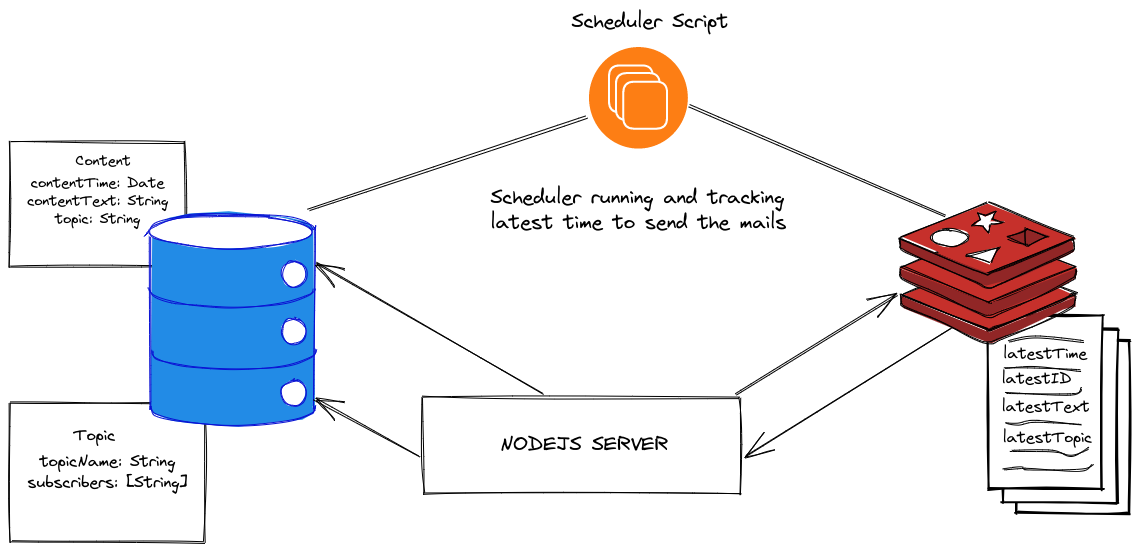 Scheduler Script
Content
contentTime: Date
contentText: String
topic: String
Scheduler running and tracking
latest time to send the mails
latestTime
latestID
latestText
latestTopic
NODEJS SERVER
Topic
topicName: String
subscribers: [String]